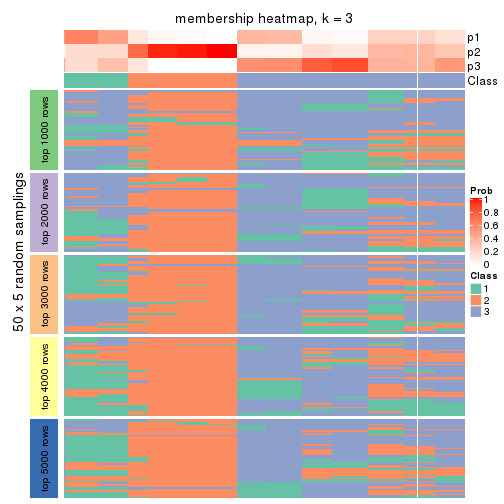 membership heatmap, k = 3
p1
p2
p3
Class
50 x 5 random samplings
top 1000 rows
top 2000 rows
top 3000 rows
top 4000 rows
top 5000 rows
Prob
1
0.8
0.6
0.4
0.2
0
Class
1
2
3